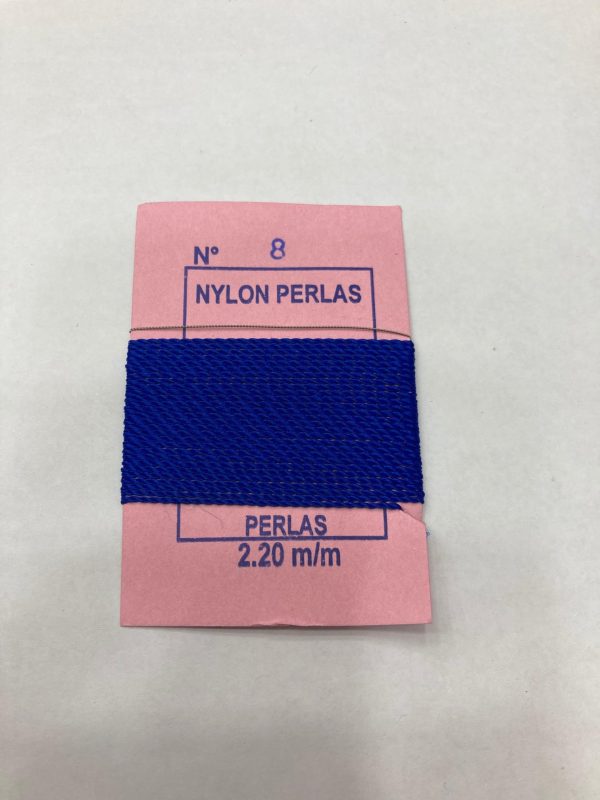 N° 8
NYLON PERLAS
PERLAS
2.20 m/m